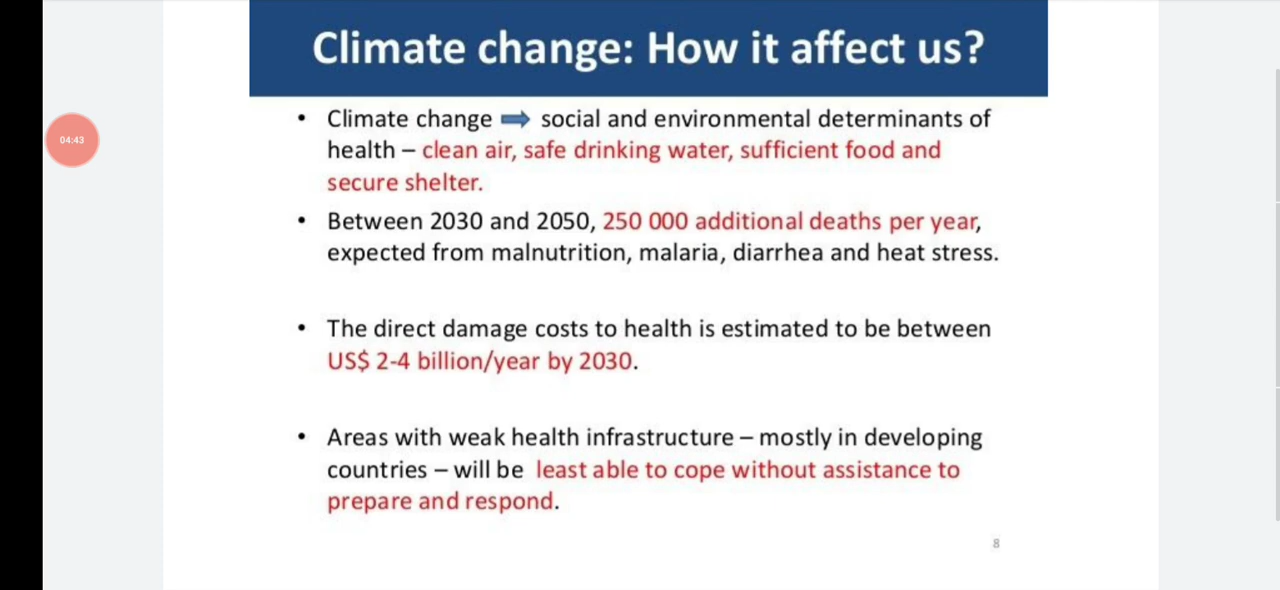 Climate change: How it affect us?
04:43
• Climate change ➡ social and environmental determinants of
health – clean air, safe drinking water, sufficient food and
secure shelter.
• Between 2030 and 2050, 250 000 additional deaths per year,
expected from malnutrition, malaria, diarrhea and heat stress.
• The direct damage costs to health is estimated to be between
US$ 2-4 billion/year by 2030.
• Areas with weak health infrastructure – mostly in developing
countries – will be least able to cope without assistance to
prepare and respond.
8